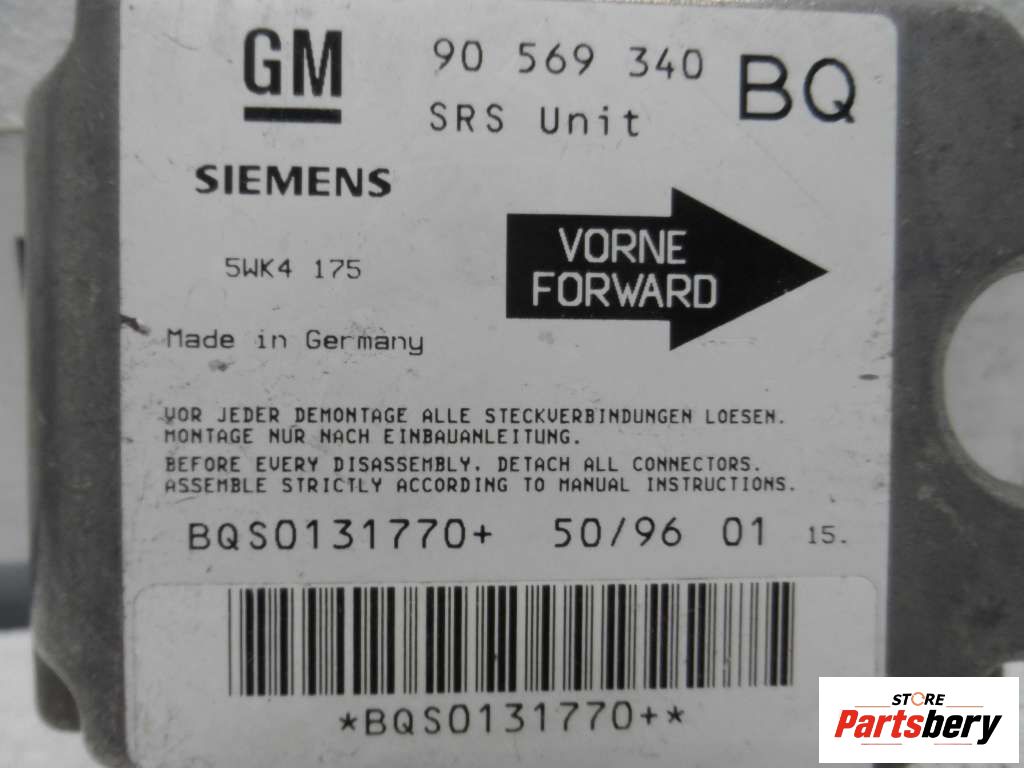 GM 90 569 340 BQ
SRS Unit
SIEMENS
5WK4 175
VORNE
FORWARD
Made in Germany
VOR JEDER DEMONTAGE ALLE STECKVERBINDUNGEN LOESEN.
MONTAGE NUR NACH EINBAUANLEITUNG.
BEFORE EVERY DISASSEMBLY, DETACH ALL CONNECTORS.
ASSEMBLE STRICTLY ACCORDING TO MANUAL INSTRUCTIONS.
BQS0131770+ 50/96 01 15.
*BQS0131770+*
STORE
Partsbery